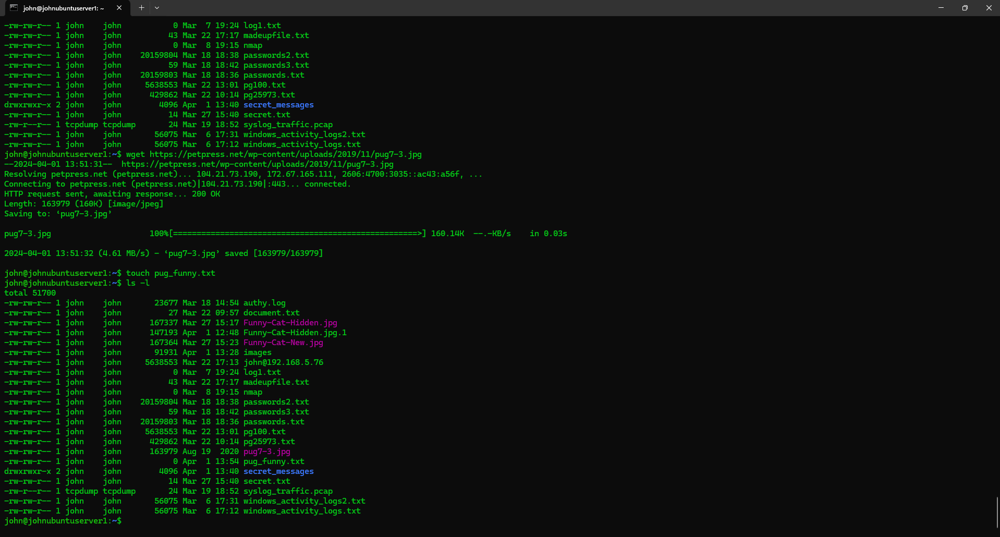 john@johnubuntuserver1: ~
-rw-rw-r-- 1 john    john           0 Mar  7 19:24 log1.txt
-rw-rw-r-- 1 john    john          43 Mar 22 17:17 madeupfile.txt
-rw-rw-r-- 1 john    john           0 Mar  8 19:15 nmap
-rw-rw-r-- 1 john    john    20159804 Mar 18 18:38 passwords2.txt
-rw-rw-r-- 1 john    john          59 Mar 18 18:42 passwords3.txt
-rw-rw-r-- 1 john    john    20159803 Mar 18 18:36 passwords.txt
-rw-rw-r-- 1 john    john     5638553 Mar 22 13:01 pg100.txt
-rw-rw-r-- 1 john    john      429862 Mar 22 10:14 pg25973.txt
drwxrwxr-x 2 john    john        4096 Apr  1 13:40 secret_messages
-rw-rw-r-- 1 john    john          14 Mar 27 15:40 secret.txt
-rw-r--r-- 1 tcpdump tcpdump       24 Mar 19 18:52 syslog_traffic.pcap
-rw-rw-r-- 1 john    john       56075 Mar  6 17:31 windows_activity_logs2.txt
-rw-rw-r-- 1 john    john       56075 Mar  6 17:12 windows_activity_logs.txt
john@johnubuntuserver1:~$ wget https://petpress.net/wp-content/uploads/2019/11/pug7-3.jpg
--2024-04-01 13:51:31--  https://petpress.net/wp-content/uploads/2019/11/pug7-3.jpg
Resolving petpress.net (petpress.net)... 104.21.73.190, 172.67.165.111, 2606:4700:3035::ac43:a56f, ...
Connecting to petpress.net (petpress.net)|104.21.73.190|:443... connected.
HTTP request sent, awaiting response... 200 OK
Length: 163979 (160K) [image/jpeg]
Saving to: ‘pug7-3.jpg’
pug7-3.jpg                     100%[====================================================>] 160.14K  --.-KB/s    in 0.03s
2024-04-01 13:51:32 (4.61 MB/s) - ‘pug7-3.jpg’ saved [163979/163979]
john@johnubuntuserver1:~$ touch pug_funny.txt
john@johnubuntuserver1:~$ ls -l
total 51700
-rw-rw-r-- 1 john    john       23677 Mar 18 14:54 authy.log
-rw-rw-r-- 1 john    john          27 Mar 22 09:57 document.txt
-rw-rw-r-- 1 john    john      167337 Mar 27 15:17 Funny-Cat-Hidden.jpg
-rw-rw-r-- 1 john    john      147193 Apr  1 12:48 Funny-Cat-Hidden.jpg.1
-rw-rw-r-- 1 john    john      167364 Mar 27 15:23 Funny-Cat-New.jpg
-rw-rw-r-- 1 john    john       91931 Apr  1 13:28 images
-rw-rw-r-- 1 john    john     5638553 Mar 22 17:13 john@192.168.5.76
-rw-rw-r-- 1 john    john           0 Mar  7 19:24 log1.txt
-rw-rw-r-- 1 john    john          43 Mar 22 17:17 madeupfile.txt
-rw-rw-r-- 1 john    john           0 Mar  8 19:15 nmap
-rw-rw-r-- 1 john    john    20159804 Mar 18 18:38 passwords2.txt
-rw-rw-r-- 1 john    john          59 Mar 18 18:42 passwords3.txt
-rw-rw-r-- 1 john    john    20159803 Mar 18 18:36 passwords.txt
-rw-rw-r-- 1 john    john     5638553 Mar 22 13:01 pg100.txt
-rw-rw-r-- 1 john    john      429862 Mar 22 10:14 pg25973.txt
-rw-rw-r-- 1 john    john      163979 Aug 19  2020 pug7-3.jpg
-rw-rw-r-- 1 john    john           0 Apr  1 13:54 pug_funny.txt
drwxrwxr-x 2 john    john        4096 Apr  1 13:40 secret_messages
-rw-rw-r-- 1 john    john          14 Mar 27 15:40 secret.txt
-rw-r--r-- 1 tcpdump tcpdump       24 Mar 19 18:52 syslog_traffic.pcap
-rw-rw-r-- 1 john    john       56075 Mar  6 17:31 windows_activity_logs2.txt
-rw-rw-r-- 1 john    john       56075 Mar  6 17:12 windows_activity_logs.txt
john@johnubuntuserver1:~$